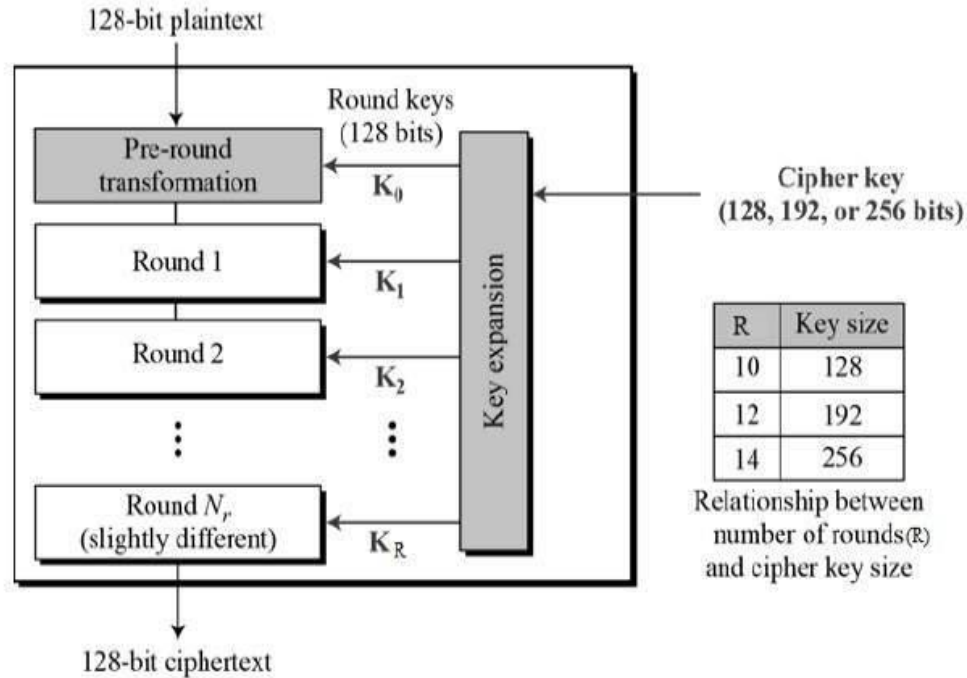 128-bit plaintext
Round keys
(128 bits)
Pre-round
transformation
K0
Cipher key
(128, 192, or 256 bits)
Round 1
K1
Round 2
K2
Key expansion
Round Nr
(slightly different)
KR
128-bit ciphertext
R Key size
10 128
12 192
14 256
Relationship between
number of rounds(R)
and cipher key size